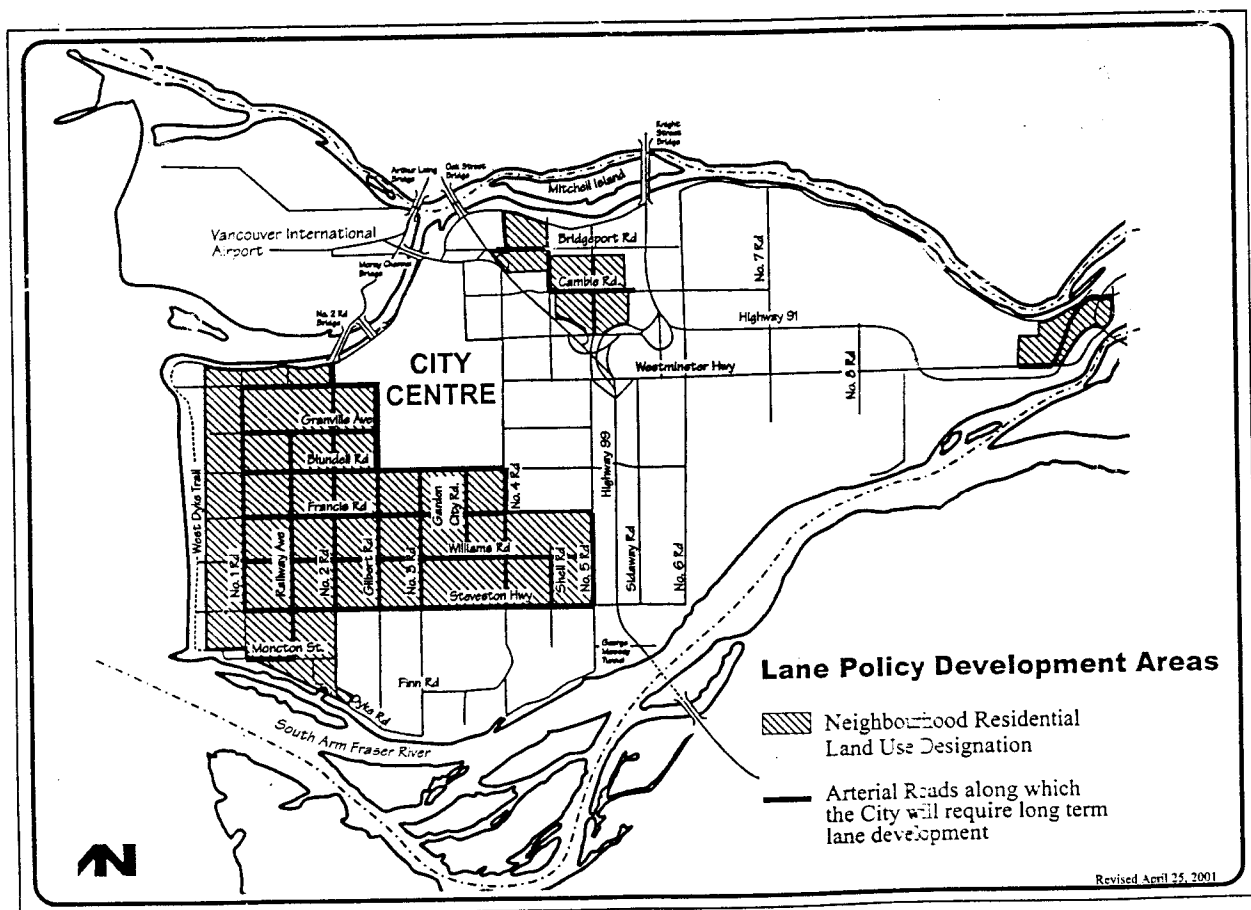 Knight
Street
Bridge
Arthur Laing
Bridge
Oak Street
Bridge
Mitchell Island
Vancouver International
Airport
Bridgeport Rd
No. 7 Rd
Moray Channel
Bridge
Cambie Rd.
No. 2 Rd
Bridge
Highway 91
CITY
CENTRE
Westminster Hwy
No. 8 Rd
Granville Ave
Blundell Rd
West Dyke Trail
No. 4 Rd
Highway 99
Garden
City Rd.
Francis Rd
No. 1 Rd
Railway Ave
No. 2 Rd
Gilbert Rd
No. 3 Rd
Williams Rd
Shell Rd
No. 5 Rd
Sidaway Rd
No. 6 Rd
Steveston Hwy
Moncton St.
George
Massey
Tunnel
Finn Rd
Dyke Rd
South Arm Fraser River
Lane Policy Development Areas
Neighbourhood Residential
Land Use Designation
Arterial Roads along which
the City will require long term
lane development
N
Revised April 25, 2001